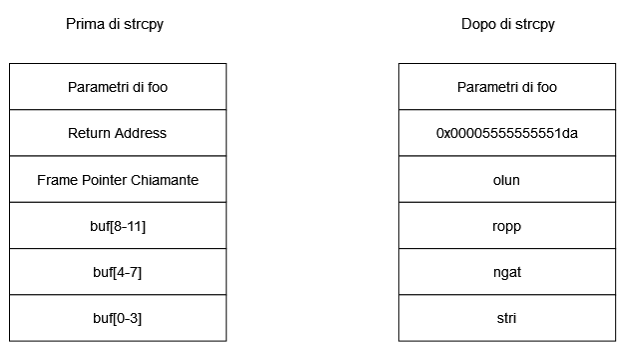 Prima di strcpy
Parametri di foo
Return Address
Frame Pointer Chiamante
buf[8-11]
buf[4-7]
buf[0-3]
Dopo di strcpy
Parametri di foo
0x00005555555551da
olun
ropp
ngat
stri